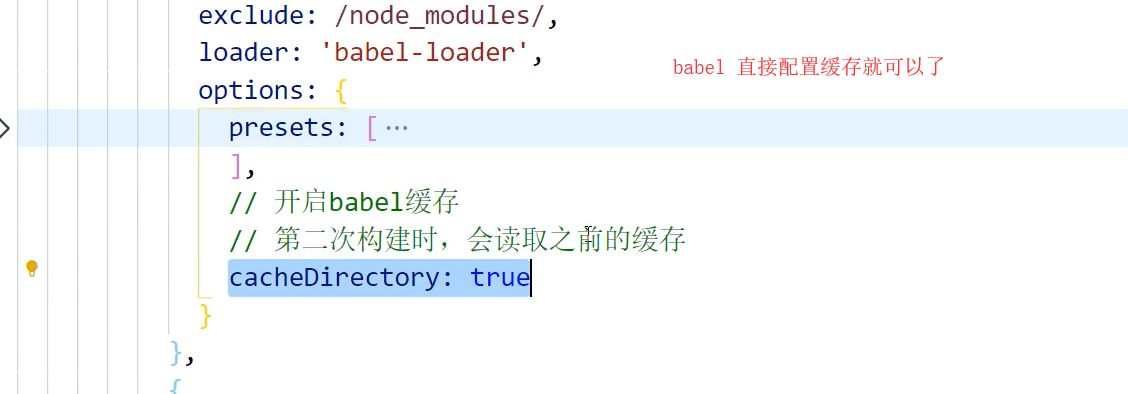 exclude: /node_modules/,
loader: 'babel-loader',
babel 直接配置缓存就可以了
options: {
presets: [ ···
],
// 开启babel缓存
// 第二次构建时，会读取之前的缓存
cacheDirectory: true
}
},
{